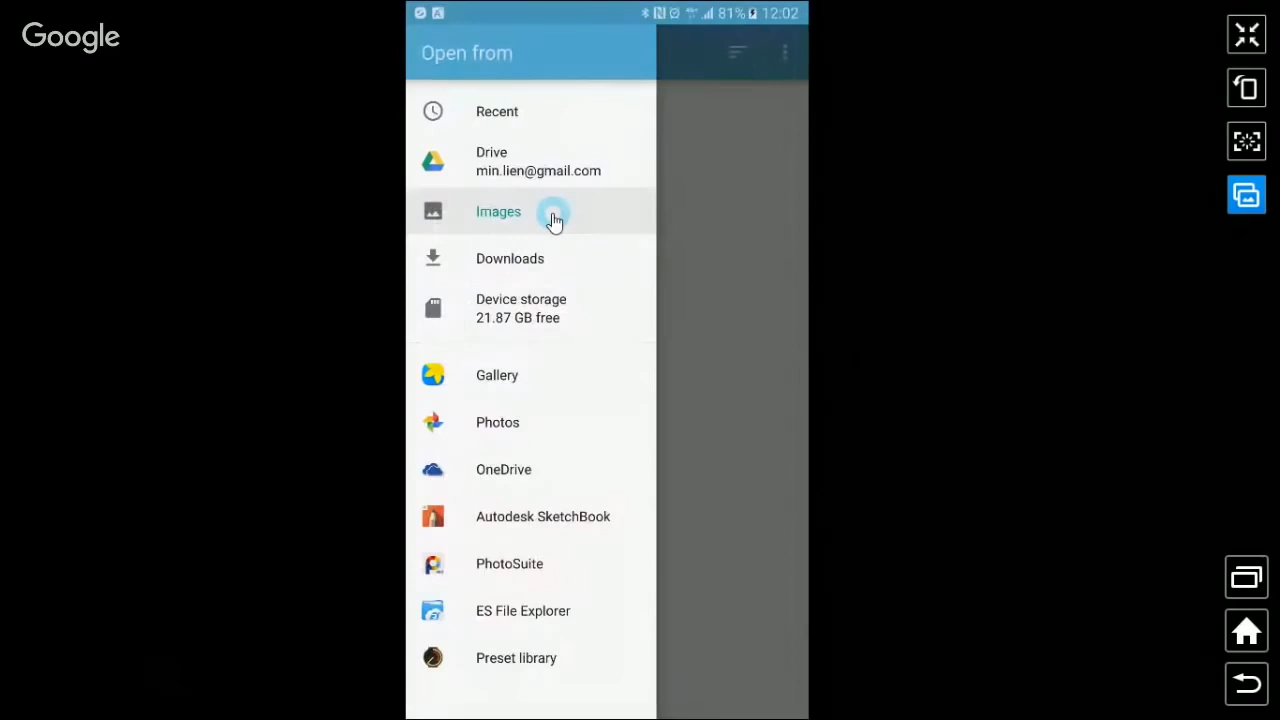 Google
81% 12:02
Open from
Recent
Drive
min.lien@gmail.com
Images
Downloads
Device storage
21.87 GB free
Gallery
Photos
OneDrive
Autodesk SketchBook
PhotoSuite
ES File Explorer
Preset library